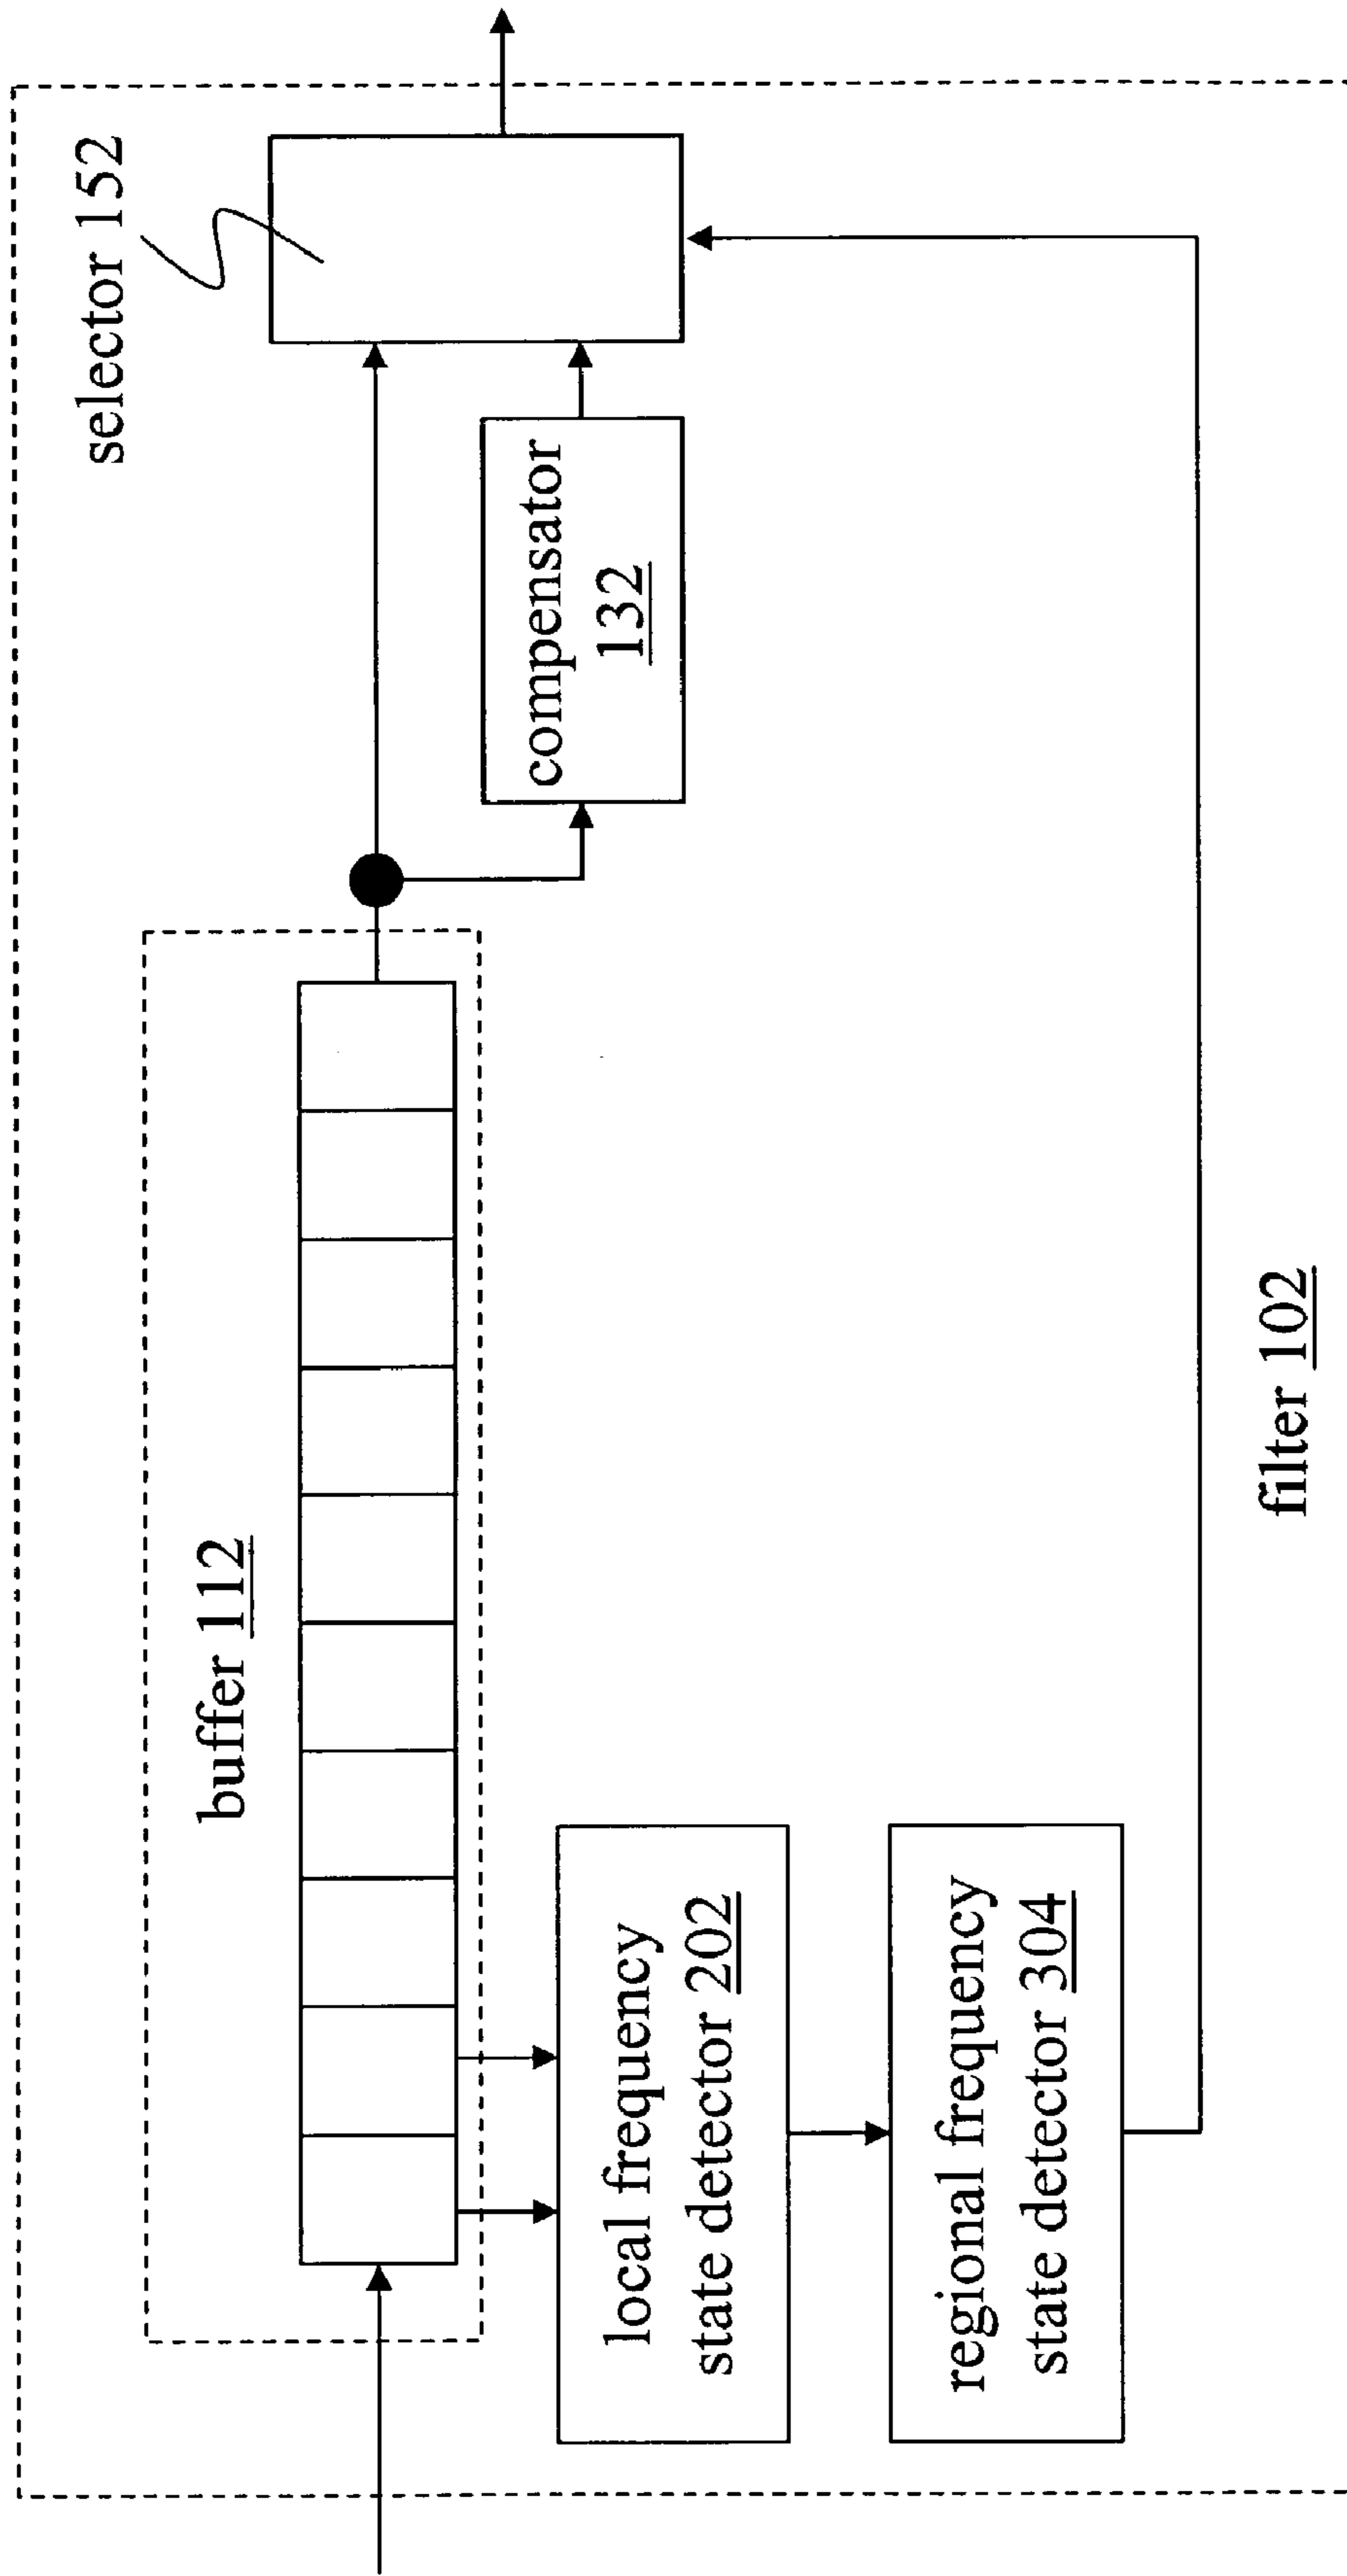 selector 152
buffer 112
compensator
132
local frequency
state detector 202
regional frequency
state detector 304
filter 102